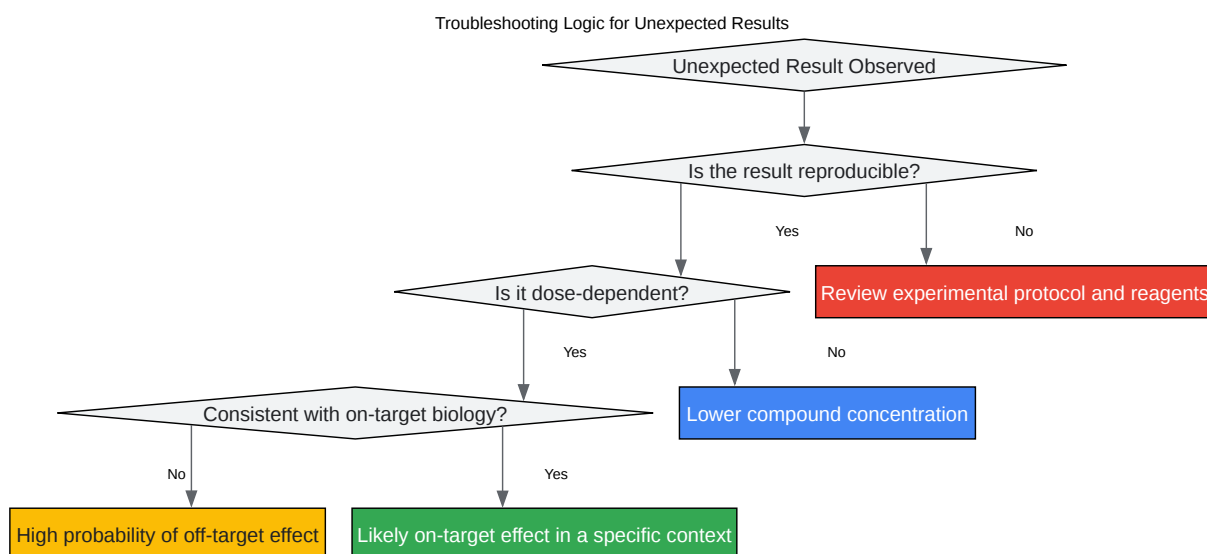 Troubleshooting Logic for Unexpected Results
Unexpected Result Observed
Is the result reproducible?
Yes
No
Is it dose-dependent?
Review experimental protocol and reagents
Yes
No
Consistent with on-target biology?
Lower compound concentration
No
Yes
High probability of off-target effect
Likely on-target effect in a specific context